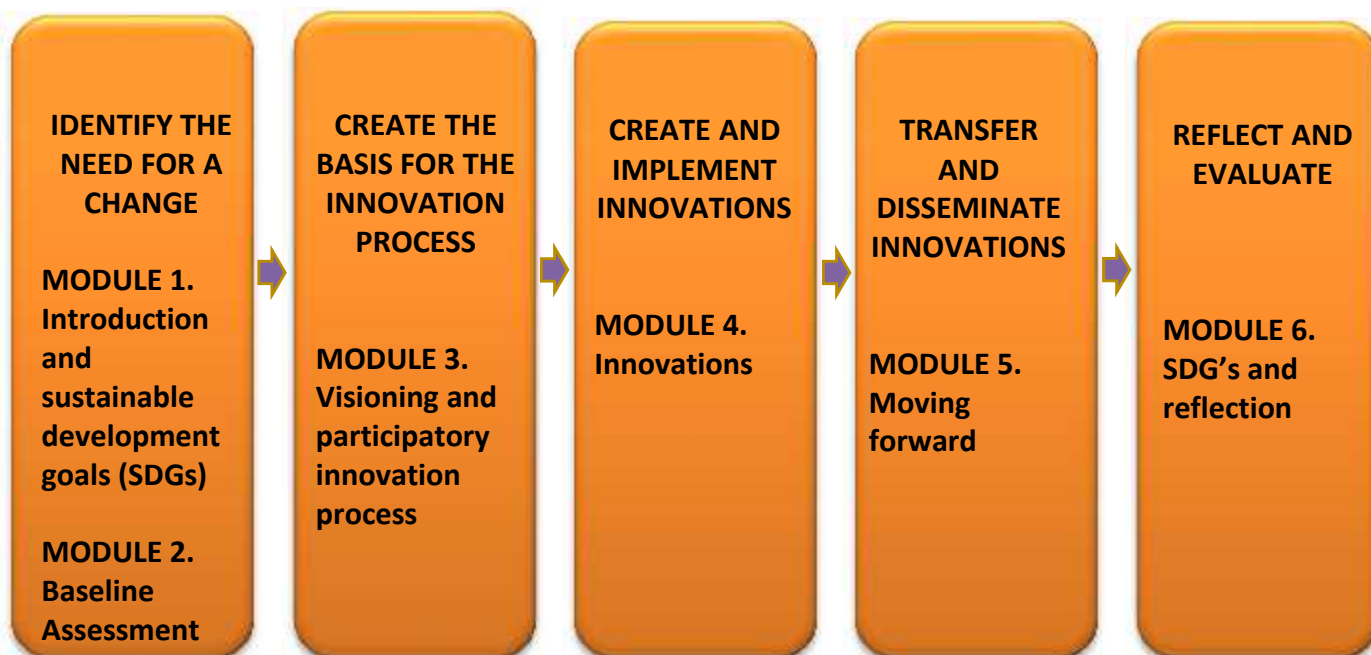 IDENTIFY THE
NEED FOR A
CHANGE
MODULE 1.
Introduction
and
sustainable
development
goals (SDGs)
MODULE 2.
Baseline
Assessment
CREATE THE
BASIS FOR THE
INNOVATION
PROCESS
MODULE 3.
Visioning and
participatory
innovation
process
CREATE AND
IMPLEMENT
INNOVATIONS
MODULE 4.
Innovations
TRANSFER
AND
DISSEMINATE
INNOVATIONS
MODULE 5.
Moving
forward
REFLECT AND
EVALUATE
MODULE 6.
SDG’s and
reflection